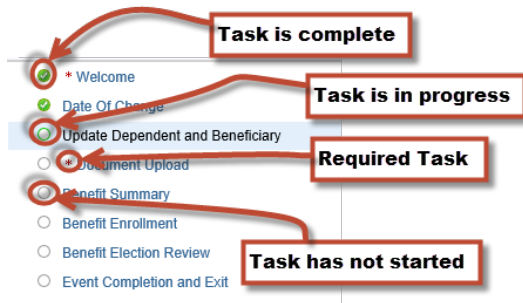 Task is complete
* Welcome
Date Of Change
Task is in progress
Update Dependent and Beneficiary
* Document Upload
Required Task
Benefit Summary
Benefit Enrollment
Benefit Election Review
Task has not started
Event Completion and Exit